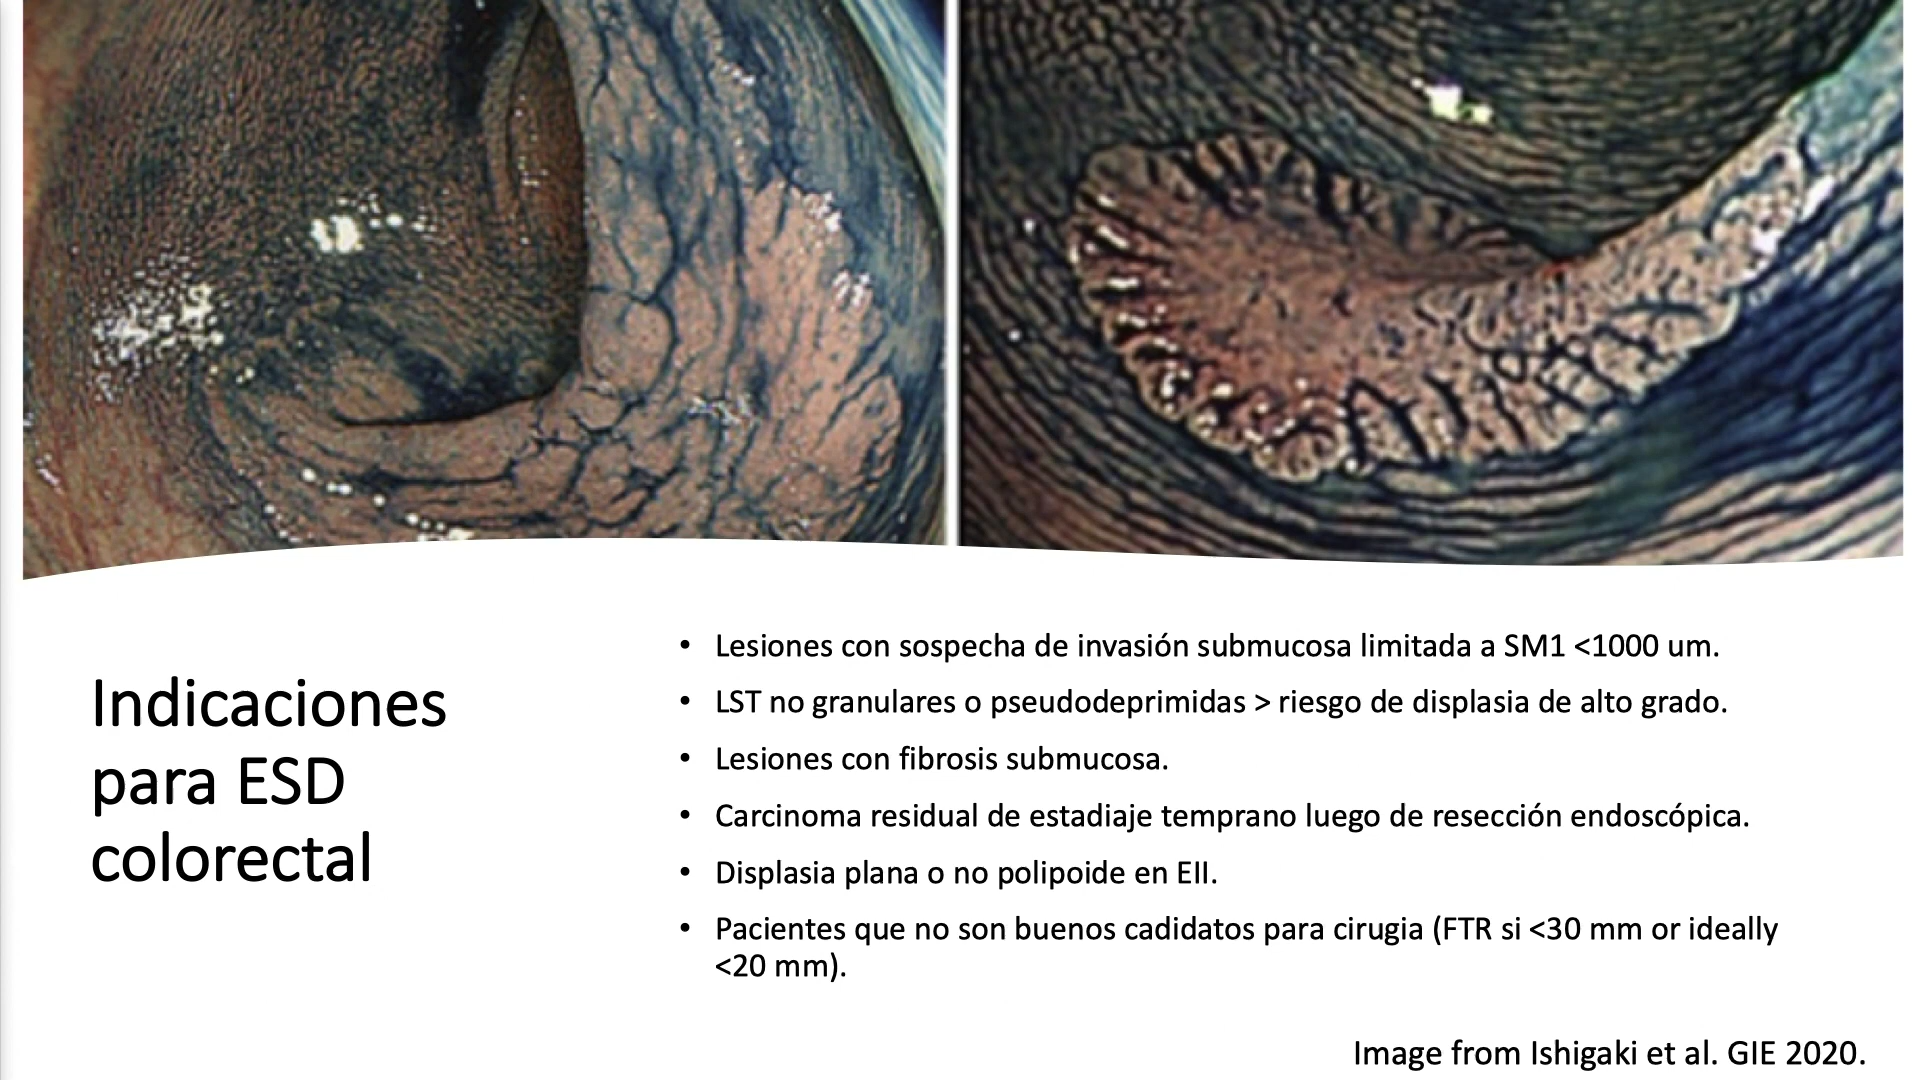 Indicaciones
para ESD
colorectal
• Lesiones con sospecha de invasión submucosa limitada a SM1 <1000 um.
• LST no granulares o pseudodeprimidas > riesgo de displasia de alto grado.
• Lesiones con fibrosis submucosa.
• Carcinoma residual de estadiaje temprano luego de resección endoscópica.
• Displasia plana o no polipoide en EII.
• Pacientes que no son buenos cadidatos para cirugia (FTR si <30 mm or ideally
<20 mm).
Image from Ishigaki et al. GIE 2020.